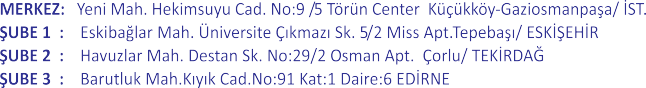 MERKEZ: Yeni Mah. Hekimsuyu Cad. No:9 /5 Törün Center Küçükköy-Gaziosmanpaşa/ İST.
ŞUBE 1 : Eskibağlar Mah. Üniversite Çıkmazı Sk. 5/2 Miss Apt.Tepebaşı/ ESKİŞEHİR
ŞUBE 2 : Havuzlar Mah. Destan Sk. No:29/2 Osman Apt. Çorlu/ TEKİRDAĞ
ŞUBE 3 : Barutluk Mah.Kıyık Cad.No:91 Kat:1 Daire:6 EDİRNE